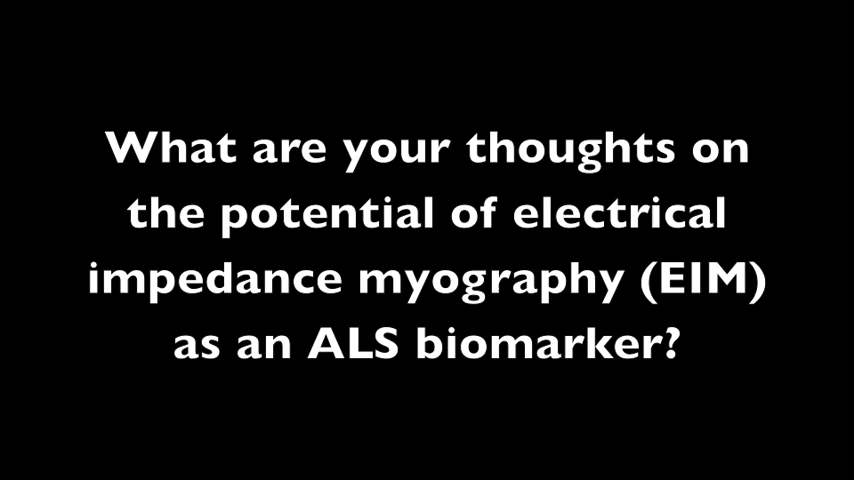 What are your thoughts on
the potential of electrical
impedance myography (EIM)
as an ALS biomarker?